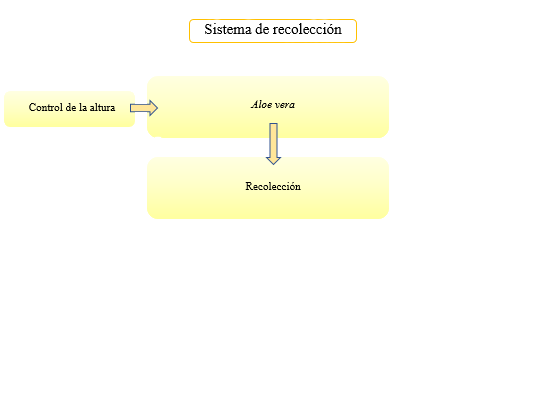 Sistema de recolección
Control de la altura
Aloe vera
Recolección